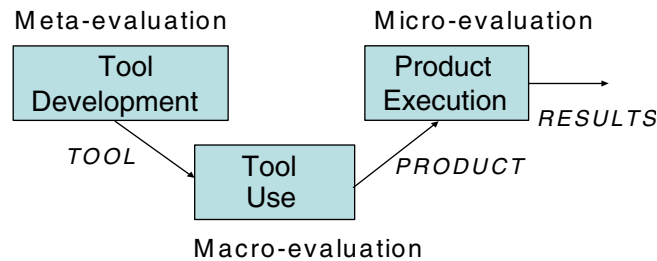 Meta-evaluation
Micro-evaluation
Tool
Development
Product
Execution
RESULTS
TOOL
Tool
Use
PRODUCT
Macro-evaluation